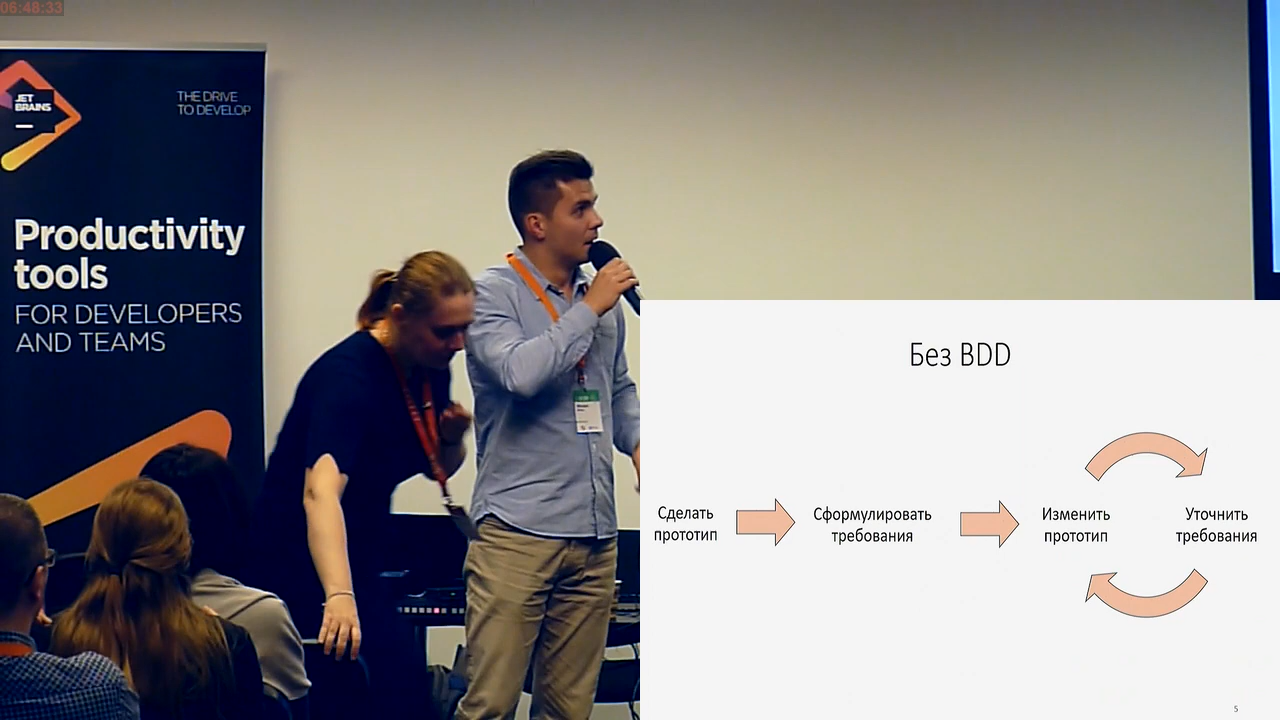 06:48:33
JET
BRAINS
THE DRIVE
TO DEVELOP
Productivity
tools
FOR DEVELOPERS
AND TEAMS
Без BDD
Сделать
прототип
Сформулировать
требования
Изменить
прототип
Уточнить
требования
5